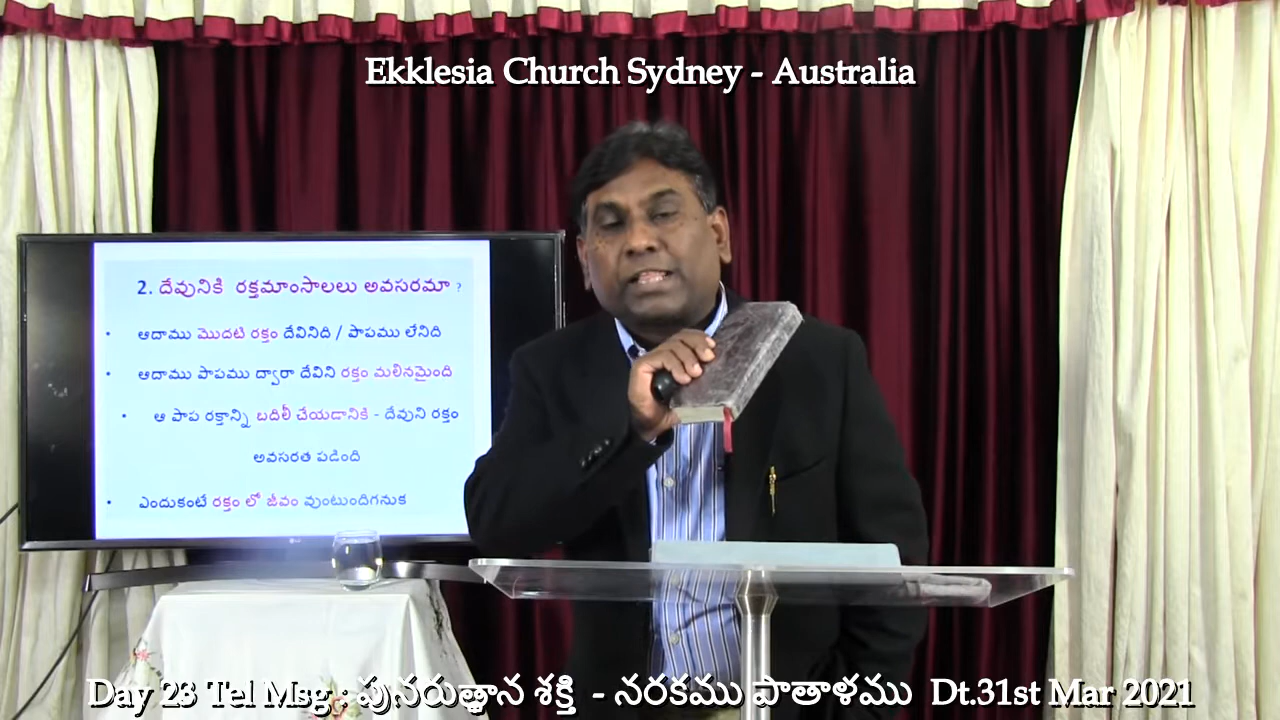 Ekklesia Church Sydney - Australia
2. దేవునికి రక్తమాంసాలలు అవసరమా ?
• ఆదాము మొదటి రక్తం దేవినిది / పాపము లేనిది
• ఆదాము పాపము ద్వారా దేవిని రక్తం మలినమైంది
• ఆ పాప రక్తాన్ని బదిలీ చేయడానికి - దేవుని రక్తం
అవసరత పడింది
• ఎందుకంటే రక్తం లో జీవం వుంటుందిగనుక
Day 23 Tel Msg : పునరుత్థాన శక్తి - నరకము పాతాళము Dt.31st Mar 2021